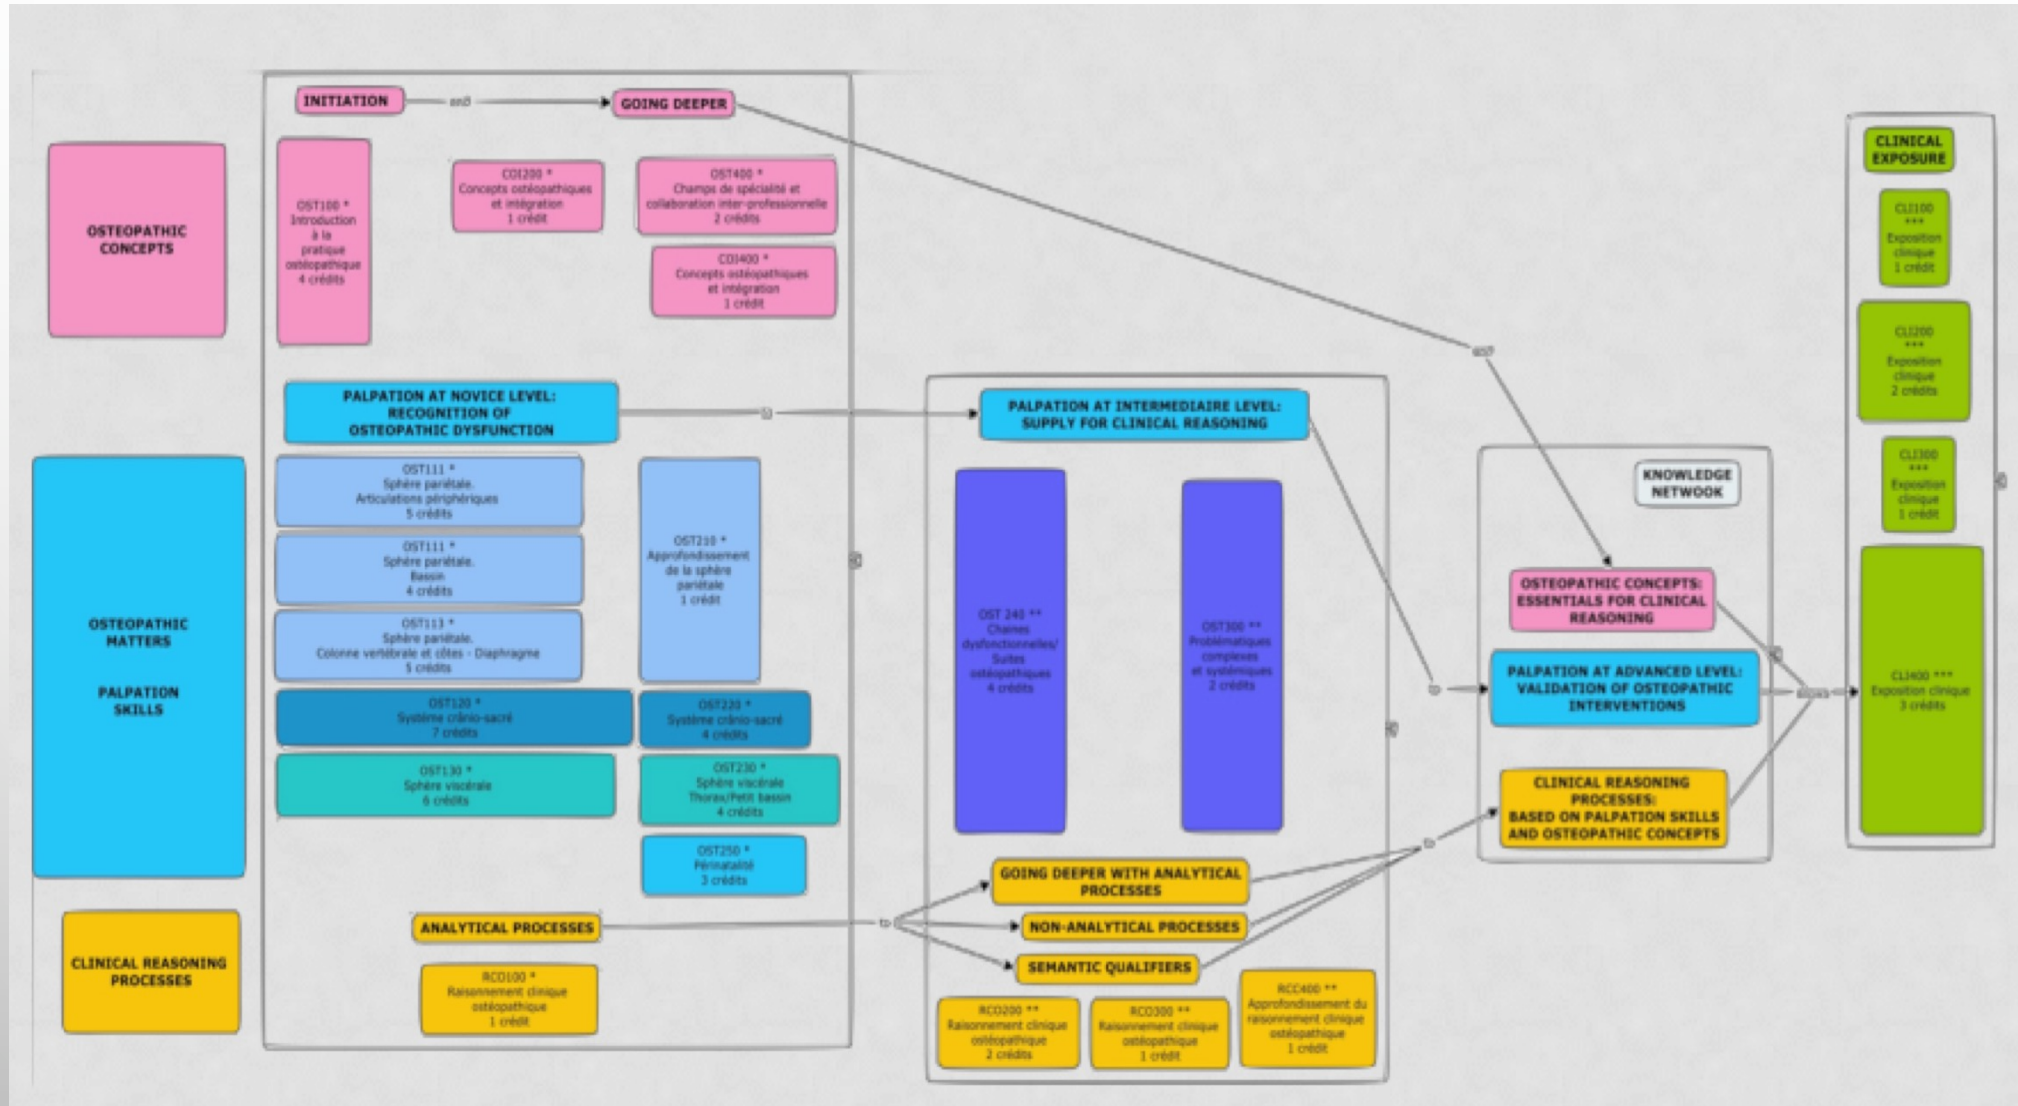 INITIATION
GOING DEEPER
OSTEOPATHIC
CONCEPTS
OST100 *
Introduction
à la
pratique
ostéopathique
4 crédits
COI200 *
Concepts ostéopathiques
et intégration
1 crédit
OST400 *
Champs de spécialité et
collaboration inter-professionnelle
2 crédits
COI400 *
Concepts ostéopathiques
et intégration
1 crédit
and
PALPATION AT NOVICE LEVEL:
RECOGNITION OF
OSTEOPATHIC DYSFUNCTION
OSTEOPATHIC
MATTERS
PALPATION
SKILLS
OST111 *
Sphère pariétale.
Articulations périphériques
5 crédits
OST111 *
Sphère pariétale.
Bassin
4 crédits
OST113 *
Sphère pariétale.
Colonne vertébrale et côtes - Diaphragme
5 crédits
OST210 *
Approfondissement
de la sphère
pariétale
1 crédit
OST120 *
Système crânio-sacré
7 crédits
OST220 *
Système crânio-sacré
4 crédits
OST130 *
Sphère viscérale
6 crédits
OST230 *
Sphère viscérale
Thorax/Petit bassin
4 crédits
OST250 *
Périnatalité
3 crédits
CLINICAL REASONING
PROCESSES
ANALYTICAL PROCESSES
RCO100 *
Raisonnement clinique
ostéopathique
1 crédit
to
PALPATION AT INTERMEDIAIRE LEVEL:
SUPPLY FOR CLINICAL REASONING
OST 240 **
Chaines
dysfonctionnelles/
Suites
ostéopathiques
4 crédits
OST300 **
Problématiques
complexes
et systémiques
2 crédits
GOING DEEPER WITH ANALYTICAL
PROCESSES
NON-ANALYTICAL PROCESSES
SEMANTIC QUALIFIERS
RCO200 **
Raisonnement clinique
ostéopathique
2 crédits
RCO300 **
Raisonnement clinique
ostéopathique
1 crédit
RCC400 **
Approfondissement du
raisonnement clinique
ostéopathique
1 crédit
to
to
KNOWLEDGE
NETWOOK
OSTEOPATHIC CONCEPTS:
ESSENTIALS FOR CLINICAL
REASONING
PALPATION AT ADVANCED LEVEL:
VALIDATION OF OSTEOPATHIC
INTERVENTIONS
CLINICAL REASONING
PROCESSES:
BASED ON PALPATION SKILLS
AND OSTEOPATHIC CONCEPTS
CLINICAL
EXPOSURE
CLI100
***
Exposition
clinique
1 crédit
CLI200
***
Exposition
clinique
2 crédits
CLI300
***
Exposition
clinique
1 crédit
CLI400 ***
Exposition clinique
3 crédits